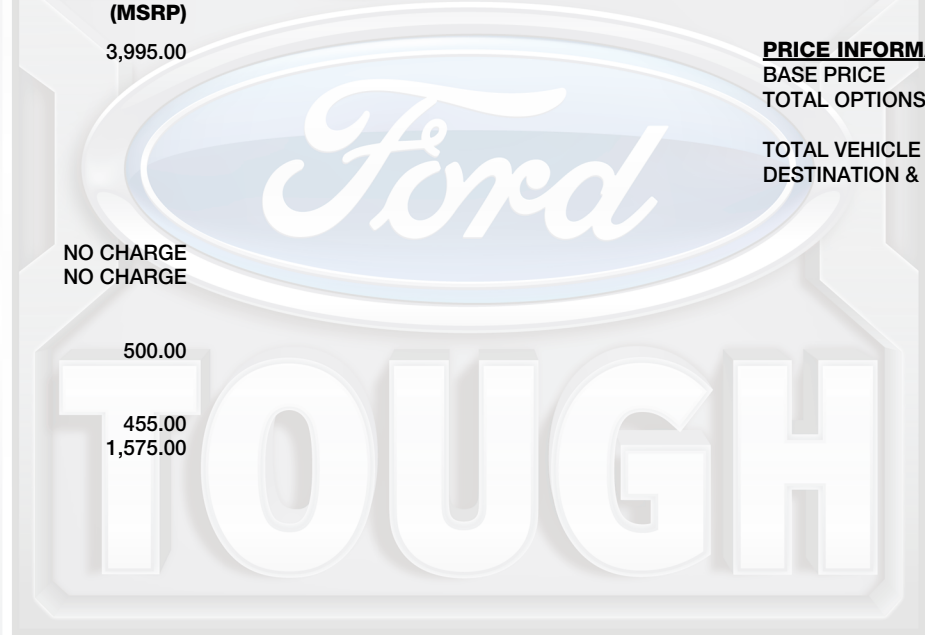 (MSRP)
3,995.00
NO CHARGE
NO CHARGE
500.00
455.00
1,575.00
PRICE INFORMA
BASE PRICE
TOTAL OPTIONS
TOTAL VEHICLE
DESTINATION &
Ford
TOUGH